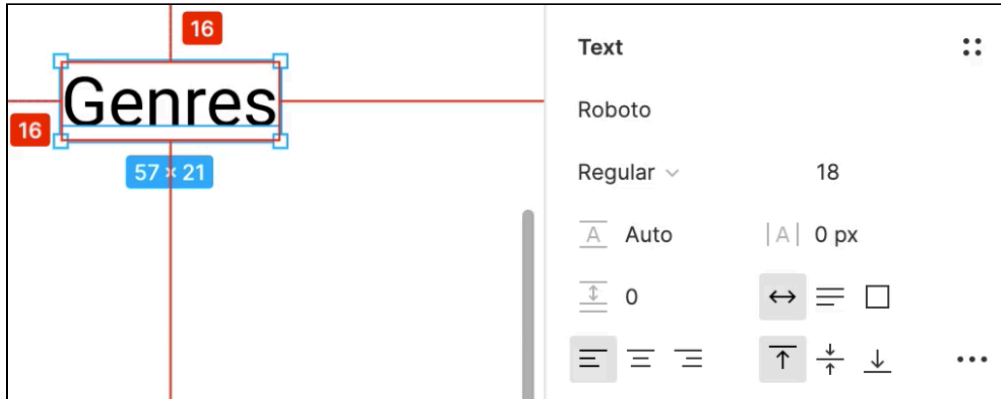 16
Genres
16
57 × 21
Text
Roboto
Regular
18
A Auto
A 0 px
0